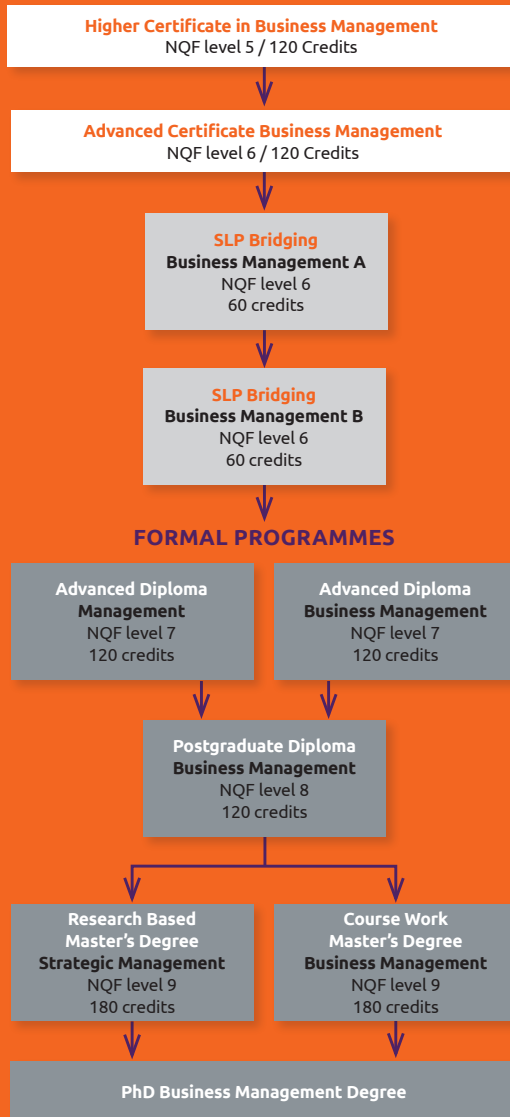 Higher Certificate in Business Management
NQF level 5 / 120 Credits
Advanced Certificate Business Management
NQF level 6 / 120 Credits
SLP Bridging
Business Management A
NQF level 6
60 credits
SLP Bridging
Business Management B
NQF level 6
60 credits
FORMAL PROGRAMMES
Advanced Diploma
Management
NQF level 7
120 credits
Advanced Diploma
Business Management
NQF level 7
120 credits
Postgraduate Diploma
Business Management
NQF level 8
120 credits
Research Based
Master's Degree
Strategic Management
NQF level 9
180 credits
Course Work
Master's Degree
Business Management
NQF level 9
180 credits
PhD Business Management Degree